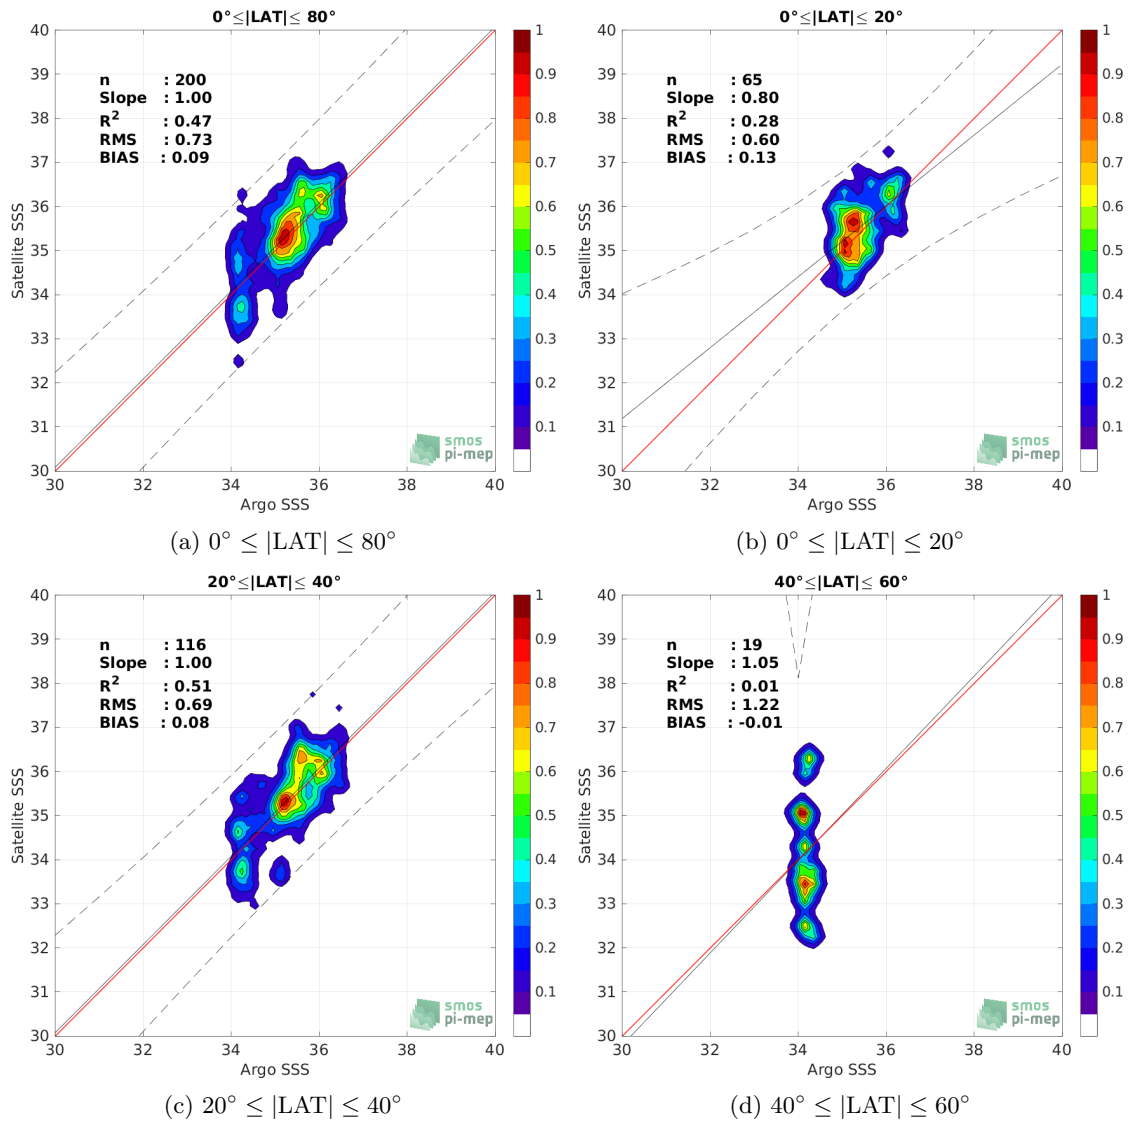 0°≤|LAT|≤ 80°
n : 200
Slope : 1.00
R² : 0.47
RMS : 0.73
BIAS : 0.09
Satellite SSS
40
39
38
37
36
35
34
33
32
31
30
30 32 34 36 38 40
Argo SSS
1
0.9
0.8
0.7
0.6
0.5
0.4
0.3
0.2
0.1
smos
pi-mep
(a) 0° ≤ |LAT| ≤ 80°
0°≤|LAT|≤ 20°
n : 65
Slope : 0.80
R² : 0.28
RMS : 0.60
BIAS : 0.13
Satellite SSS
40
39
38
37
36
35
34
33
32
31
30
30 32 34 36 38 40
Argo SSS
1
0.9
0.8
0.7
0.6
0.5
0.4
0.3
0.2
0.1
smos
pi-mep
(b) 0° ≤ |LAT| ≤ 20°
20°≤|LAT|≤ 40°
n : 116
Slope : 1.00
R² : 0.51
RMS : 0.69
BIAS : 0.08
Satellite SSS
40
39
38
37
36
35
34
33
32
31
30
30 32 34 36 38 40
Argo SSS
1
0.9
0.8
0.7
0.6
0.5
0.4
0.3
0.2
0.1
smos
pi-mep
(c) 20° ≤ |LAT| ≤ 40°
40°≤|LAT|≤ 60°
n : 19
Slope : 1.05
R² : 0.01
RMS : 1.22
BIAS : -0.01
Satellite SSS
40
39
38
37
36
35
34
33
32
31
30
30 32 34 36 38 40
Argo SSS
1
0.9
0.8
0.7
0.6
0.5
0.4
0.3
0.2
0.1
smos
pi-mep
(d) 40° ≤ |LAT| ≤ 60°